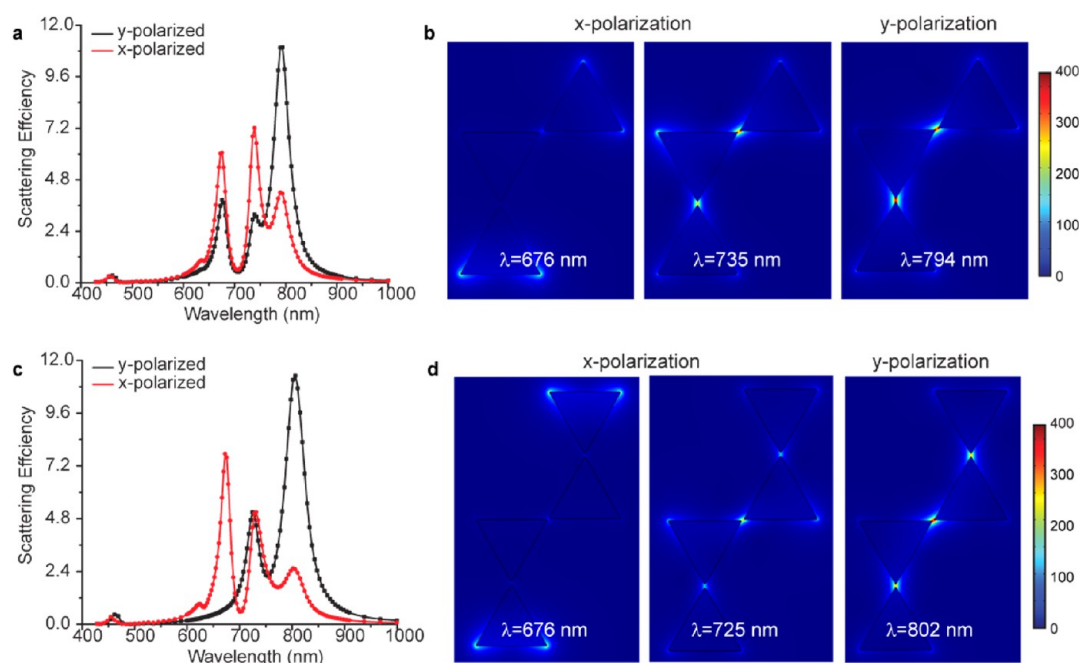 a
y-polarized
x-polarized
Scattering Effciency
12.0
9.6
7.2
4.8
2.4
0.0
400 500 600 700 800 900 1000
Wavelength (nm)
b
x-polarization
y-polarization
λ=676 nm
λ=735 nm
λ=794 nm
400
300
200
100
0
c
y-polarized
x-polarized
Scattering Effciency
12.0
9.6
7.2
4.8
2.4
0.0
400 500 600 700 800 900 1000
Wavelength (nm)
d
x-polarization
y-polarization
λ=676 nm
λ=725 nm
λ=802 nm
400
300
200
100
0